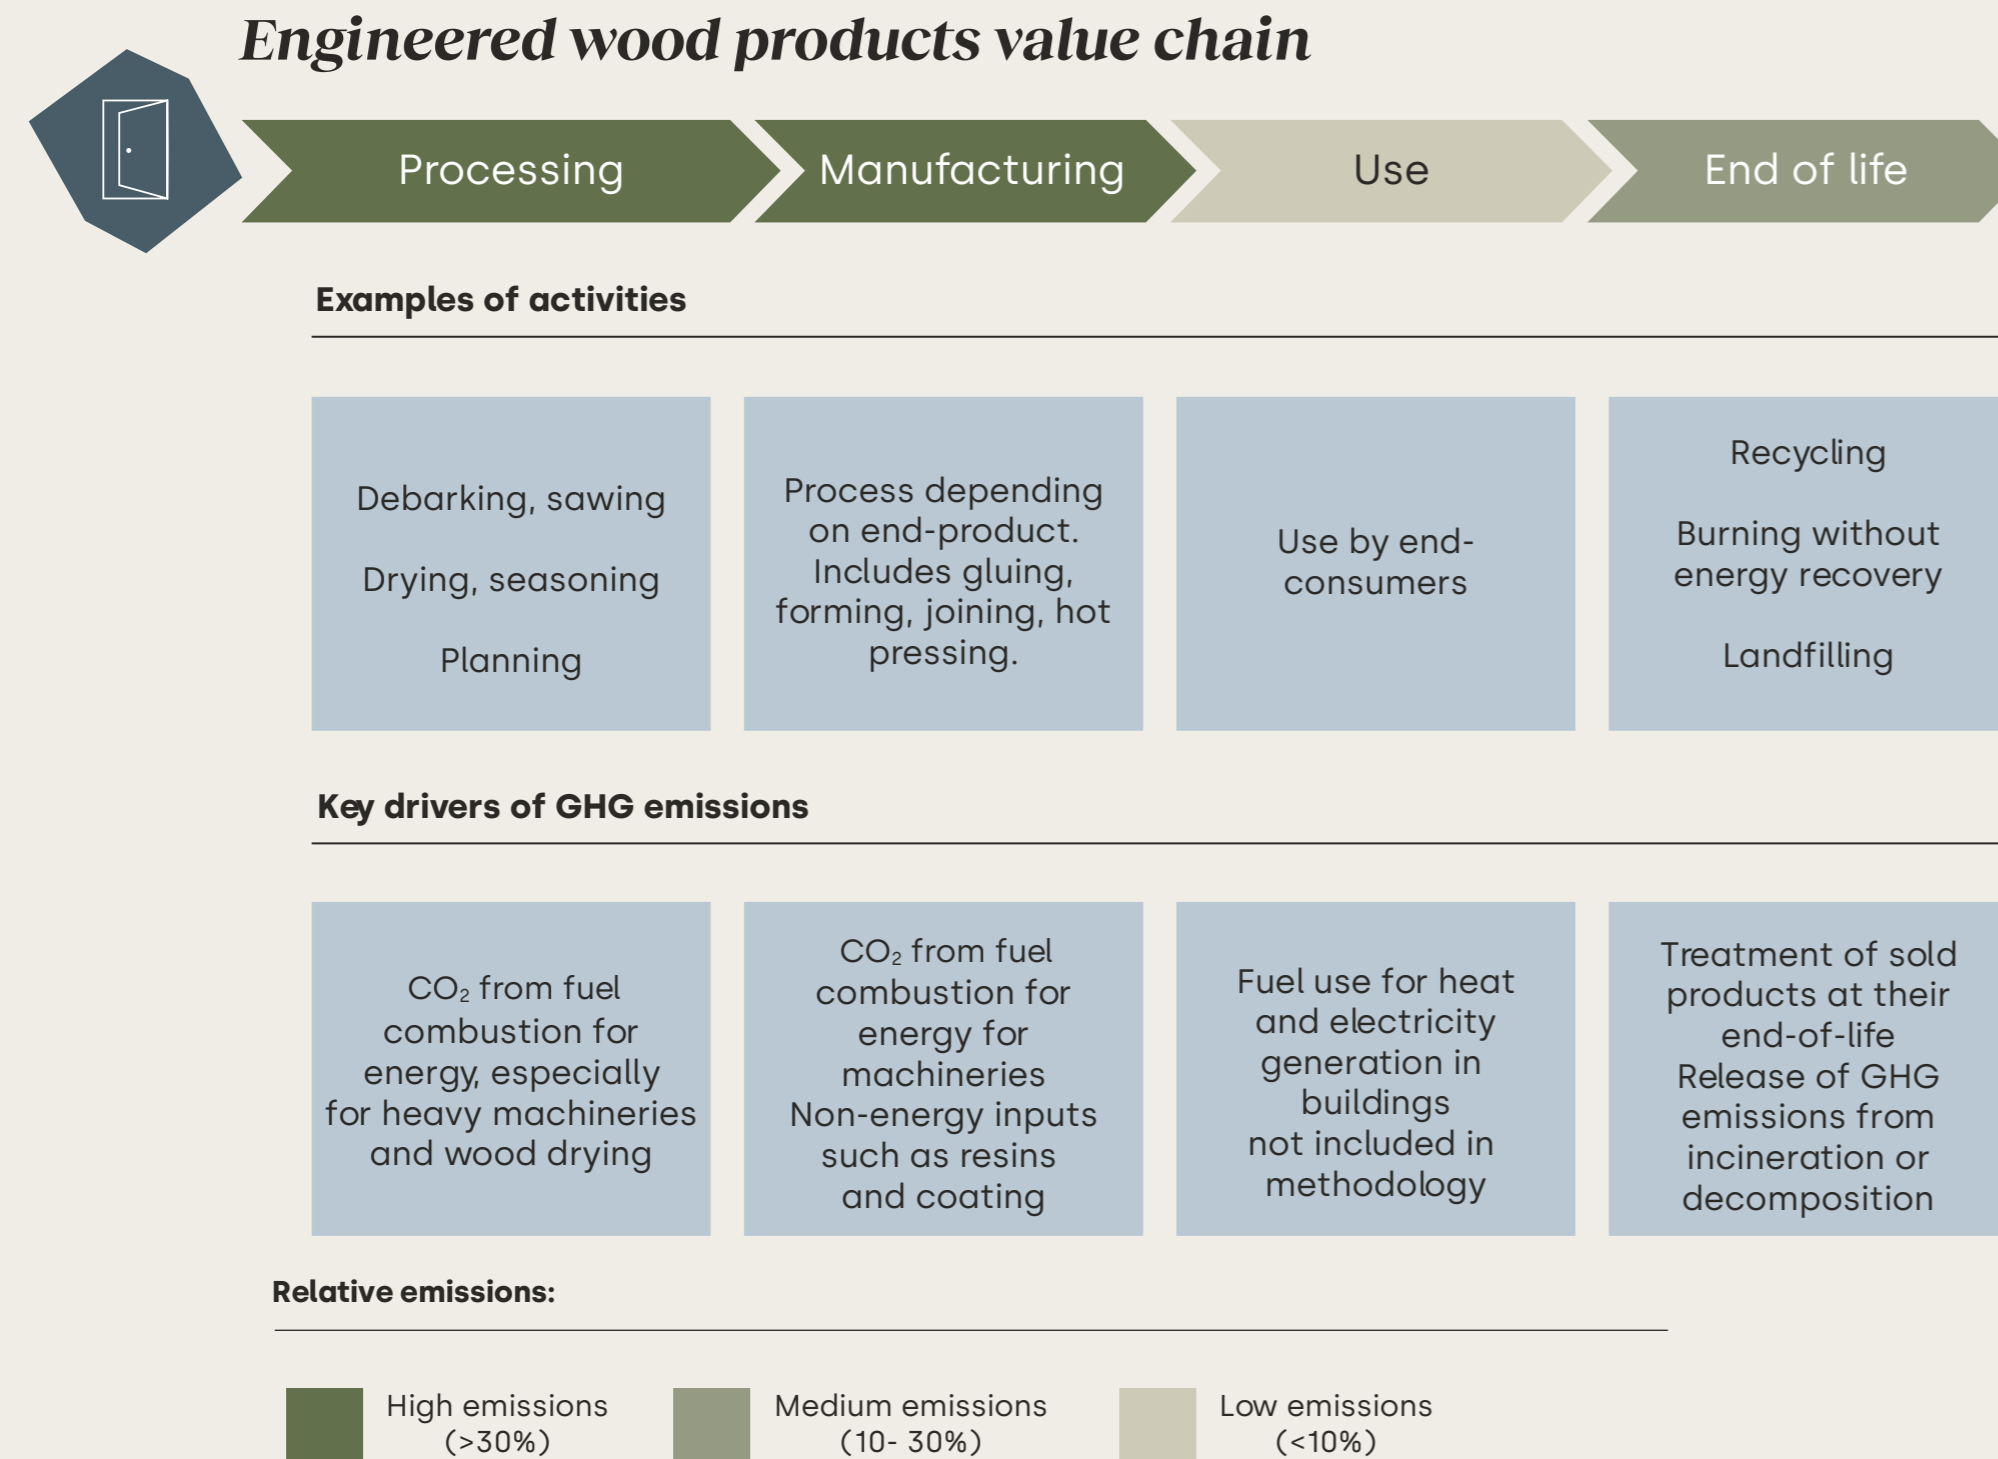 Engineered wood products value chain
Processing
Manufacturing
Use
End of life
Examples of activities
Debarking, sawing
Drying, seasoning
Planning
Process depending
on end-product.
Includes gluing,
forming, joining, hot
pressing.
Use by end-
consumers
Recycling
Burning without
energy recovery
Landfilling
Key drivers of GHG emissions
CO₂ from fuel
combustion for
energy, especially
for heavy machineries
and wood drying
CO₂ from fuel
combustion for
energy for
machineries
Non-energy inputs
such as resins
and coating
Fuel use for heat
and electricity
generation in
buildings
not included in
methodology
Treatment of sold
products at their
end-of-life
Release of GHG
emissions from
incineration or
decomposition
Relative emissions:
High emissions
(>30%)
Medium emissions
(10- 30%)
Low emissions
(<10%)